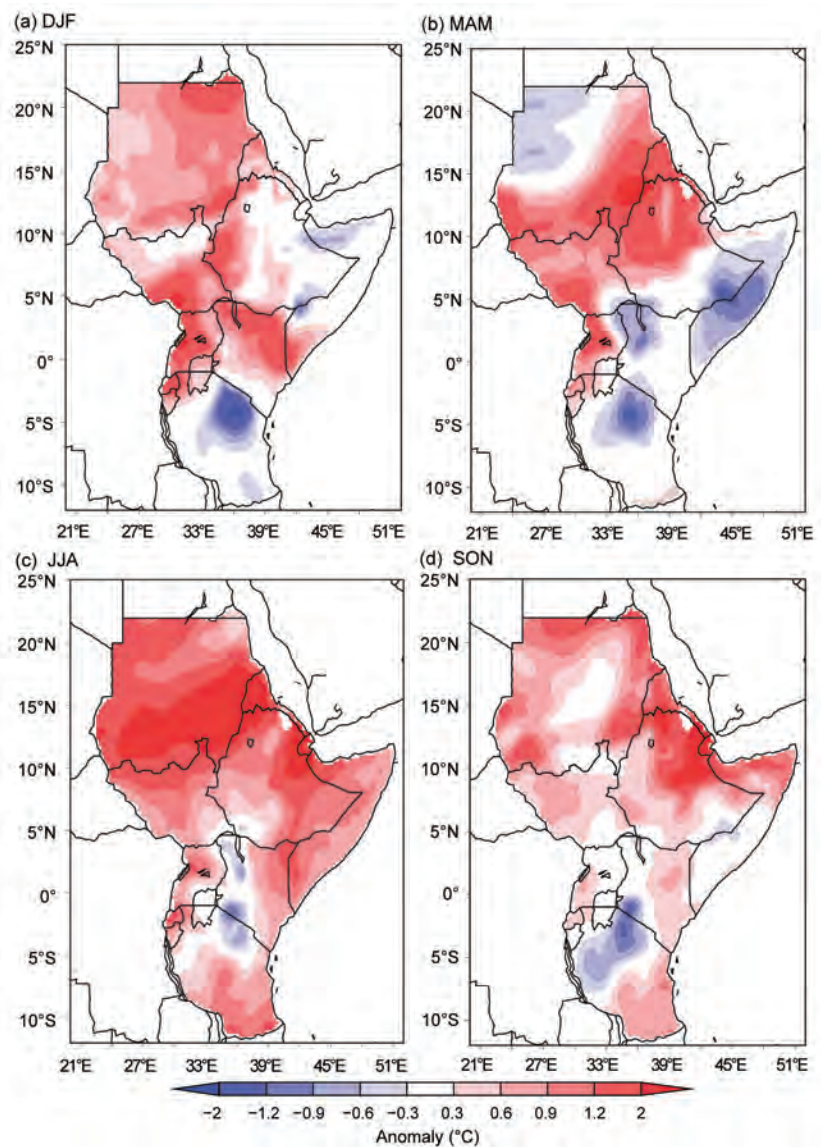 (a) DJF
(b) MAM
25°N
20°N
15°N
10°N
5°N
0°
5°S
10°S
21°E 27°E 33°E 39°E 45°E 51°E
25°N
20°N
15°N
10°N
5°N
0°
5°S
10°S
21°E 27°E 33°E 39°E 45°E 51°E
(c) JJA
(d) SON
25°N
20°N
15°N
10°N
5°N
0°
5°S
10°S
21°E 27°E 33°E 39°E 45°E 51°E
25°N
20°N
15°N
10°N
5°N
0°
5°S
10°S
21°E 27°E 33°E 39°E 45°E 51°E
−2 −1.2 −0.9 −0.6 −0.3 0.3 0.6 0.9 1.2 2
Anomaly (°C)